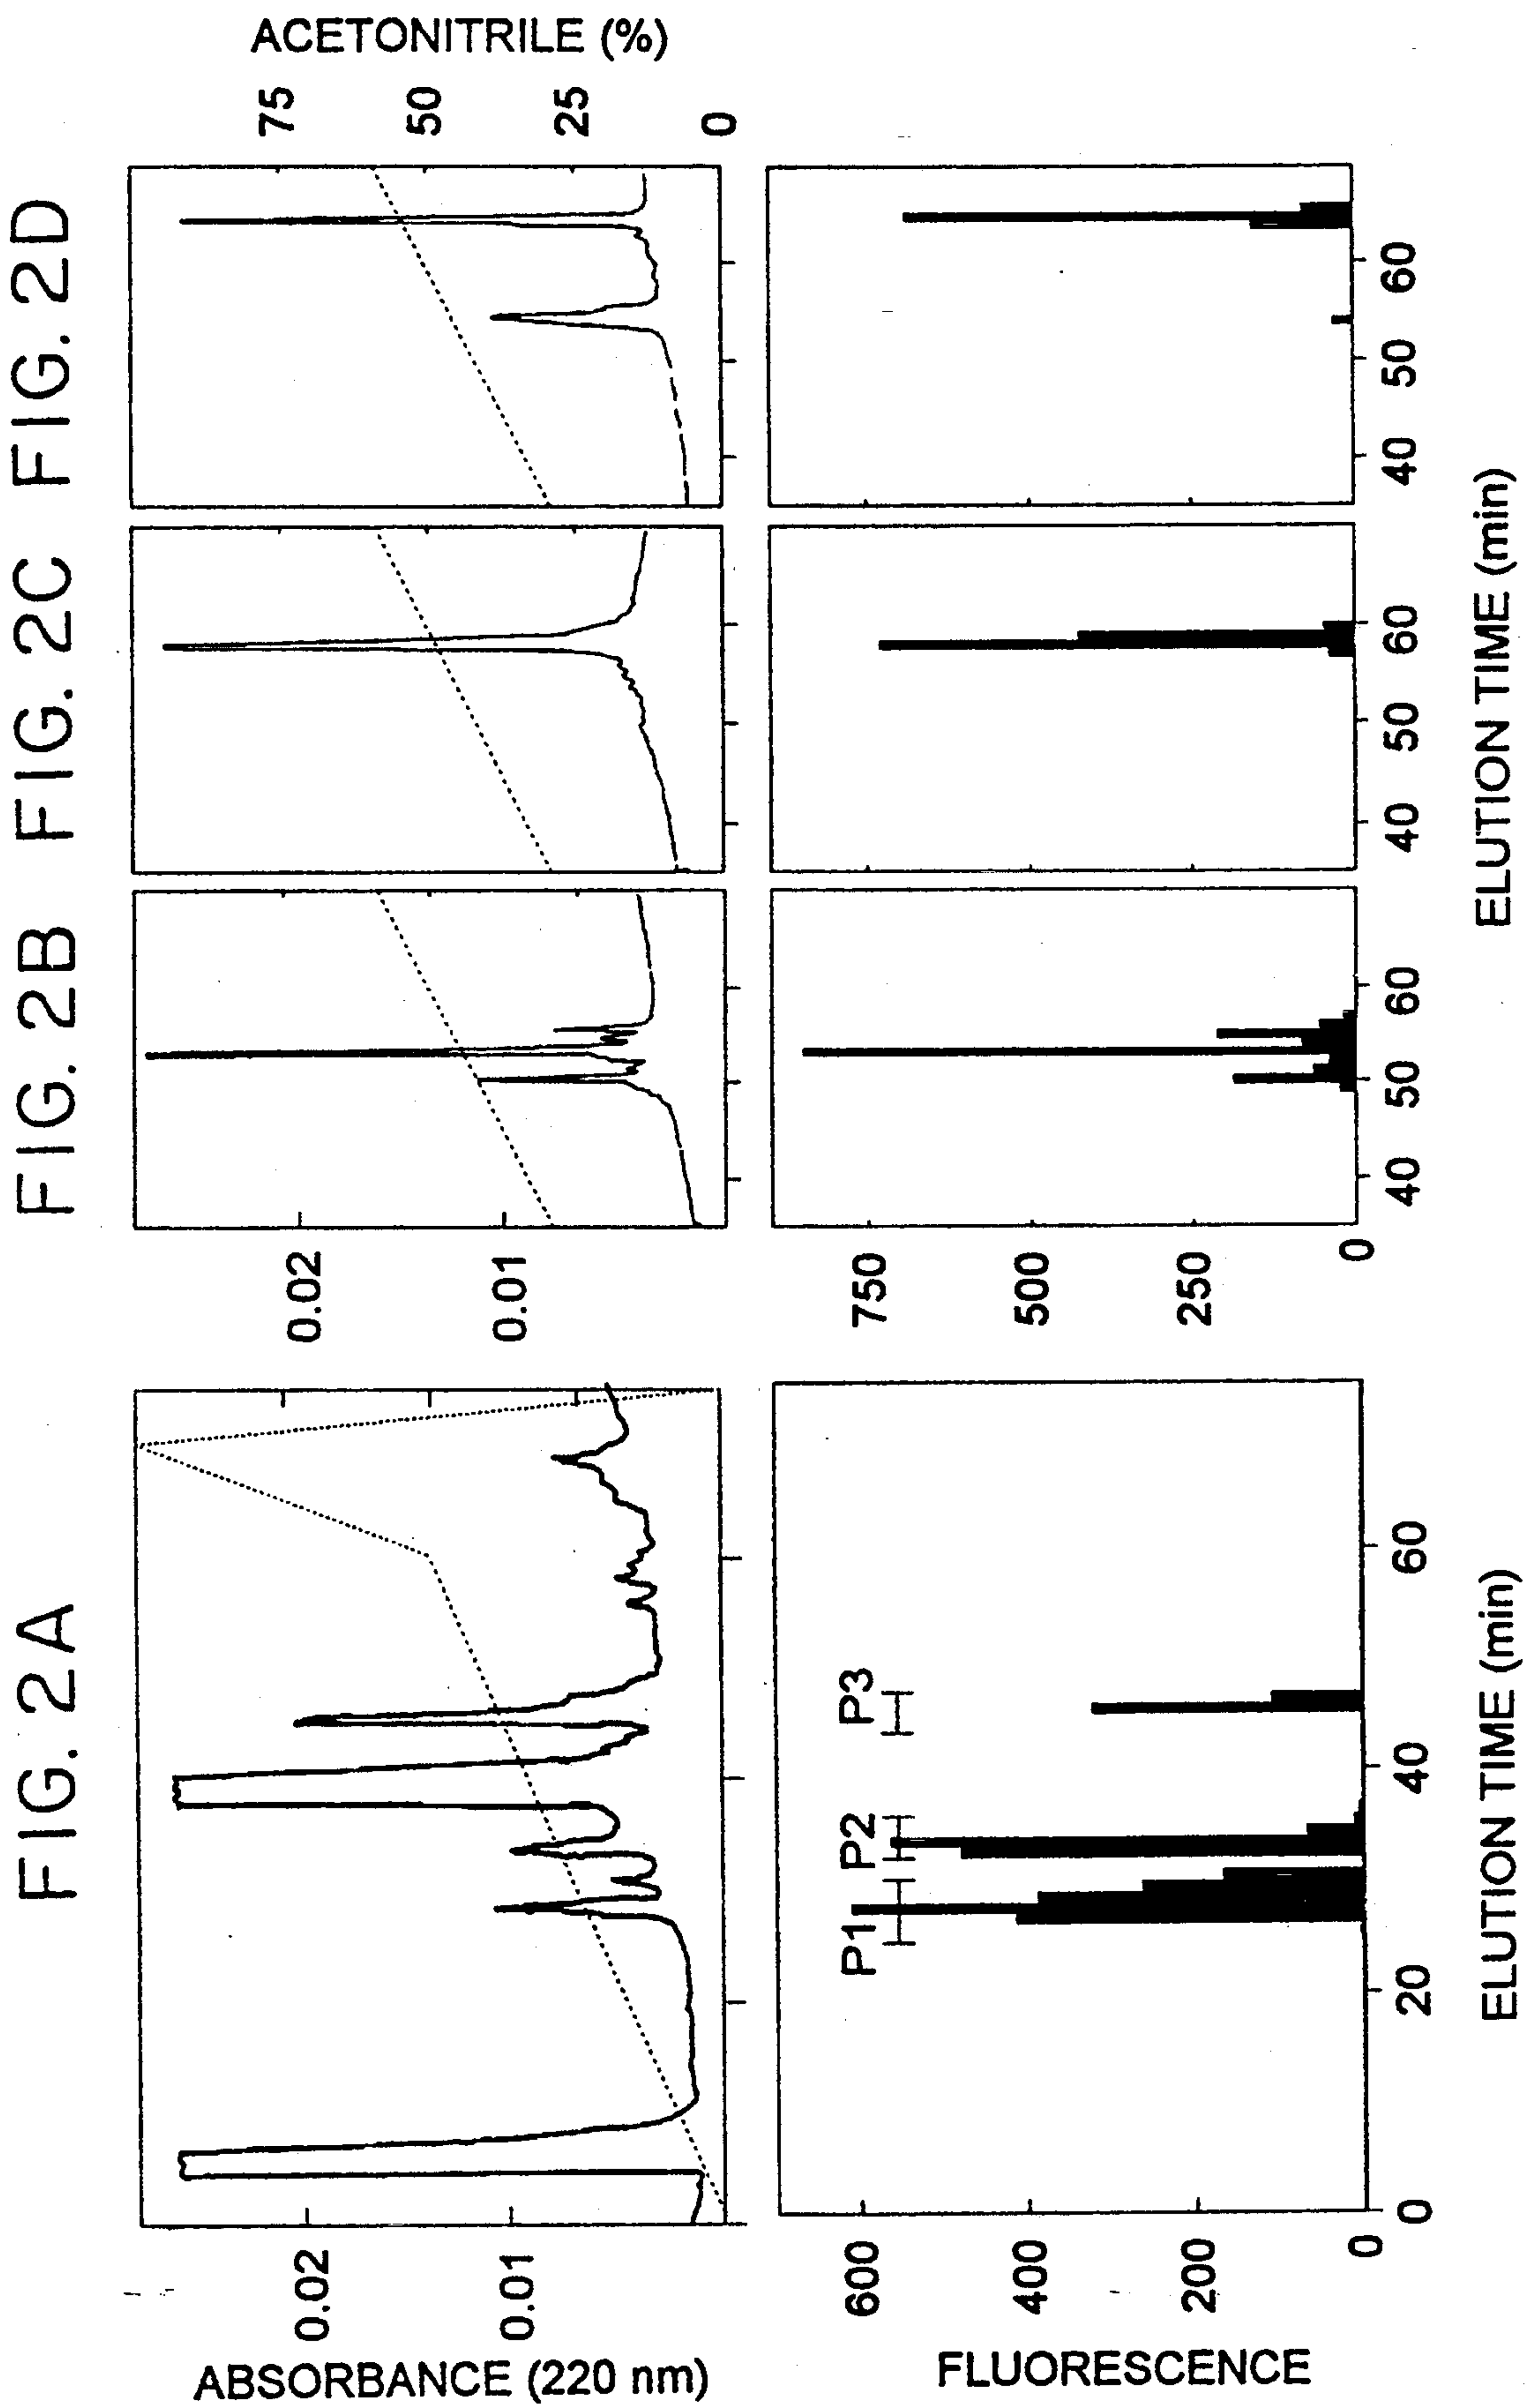 FIG. 2A
FIG. 2B
FIG. 2C
FIG. 2D
ABSORBANCE (220 nm)
0.02
0.01
0.02
0.01
ACETONITRILE (%)
75
50
25
0
FLUORESCENCE
600
400
200
0
P1
P2
P3
750
500
250
0
0
20
40
60
40
50
60
40
50
60
40
50
60
ELUTION TIME (min)
ELUTION TIME (min)